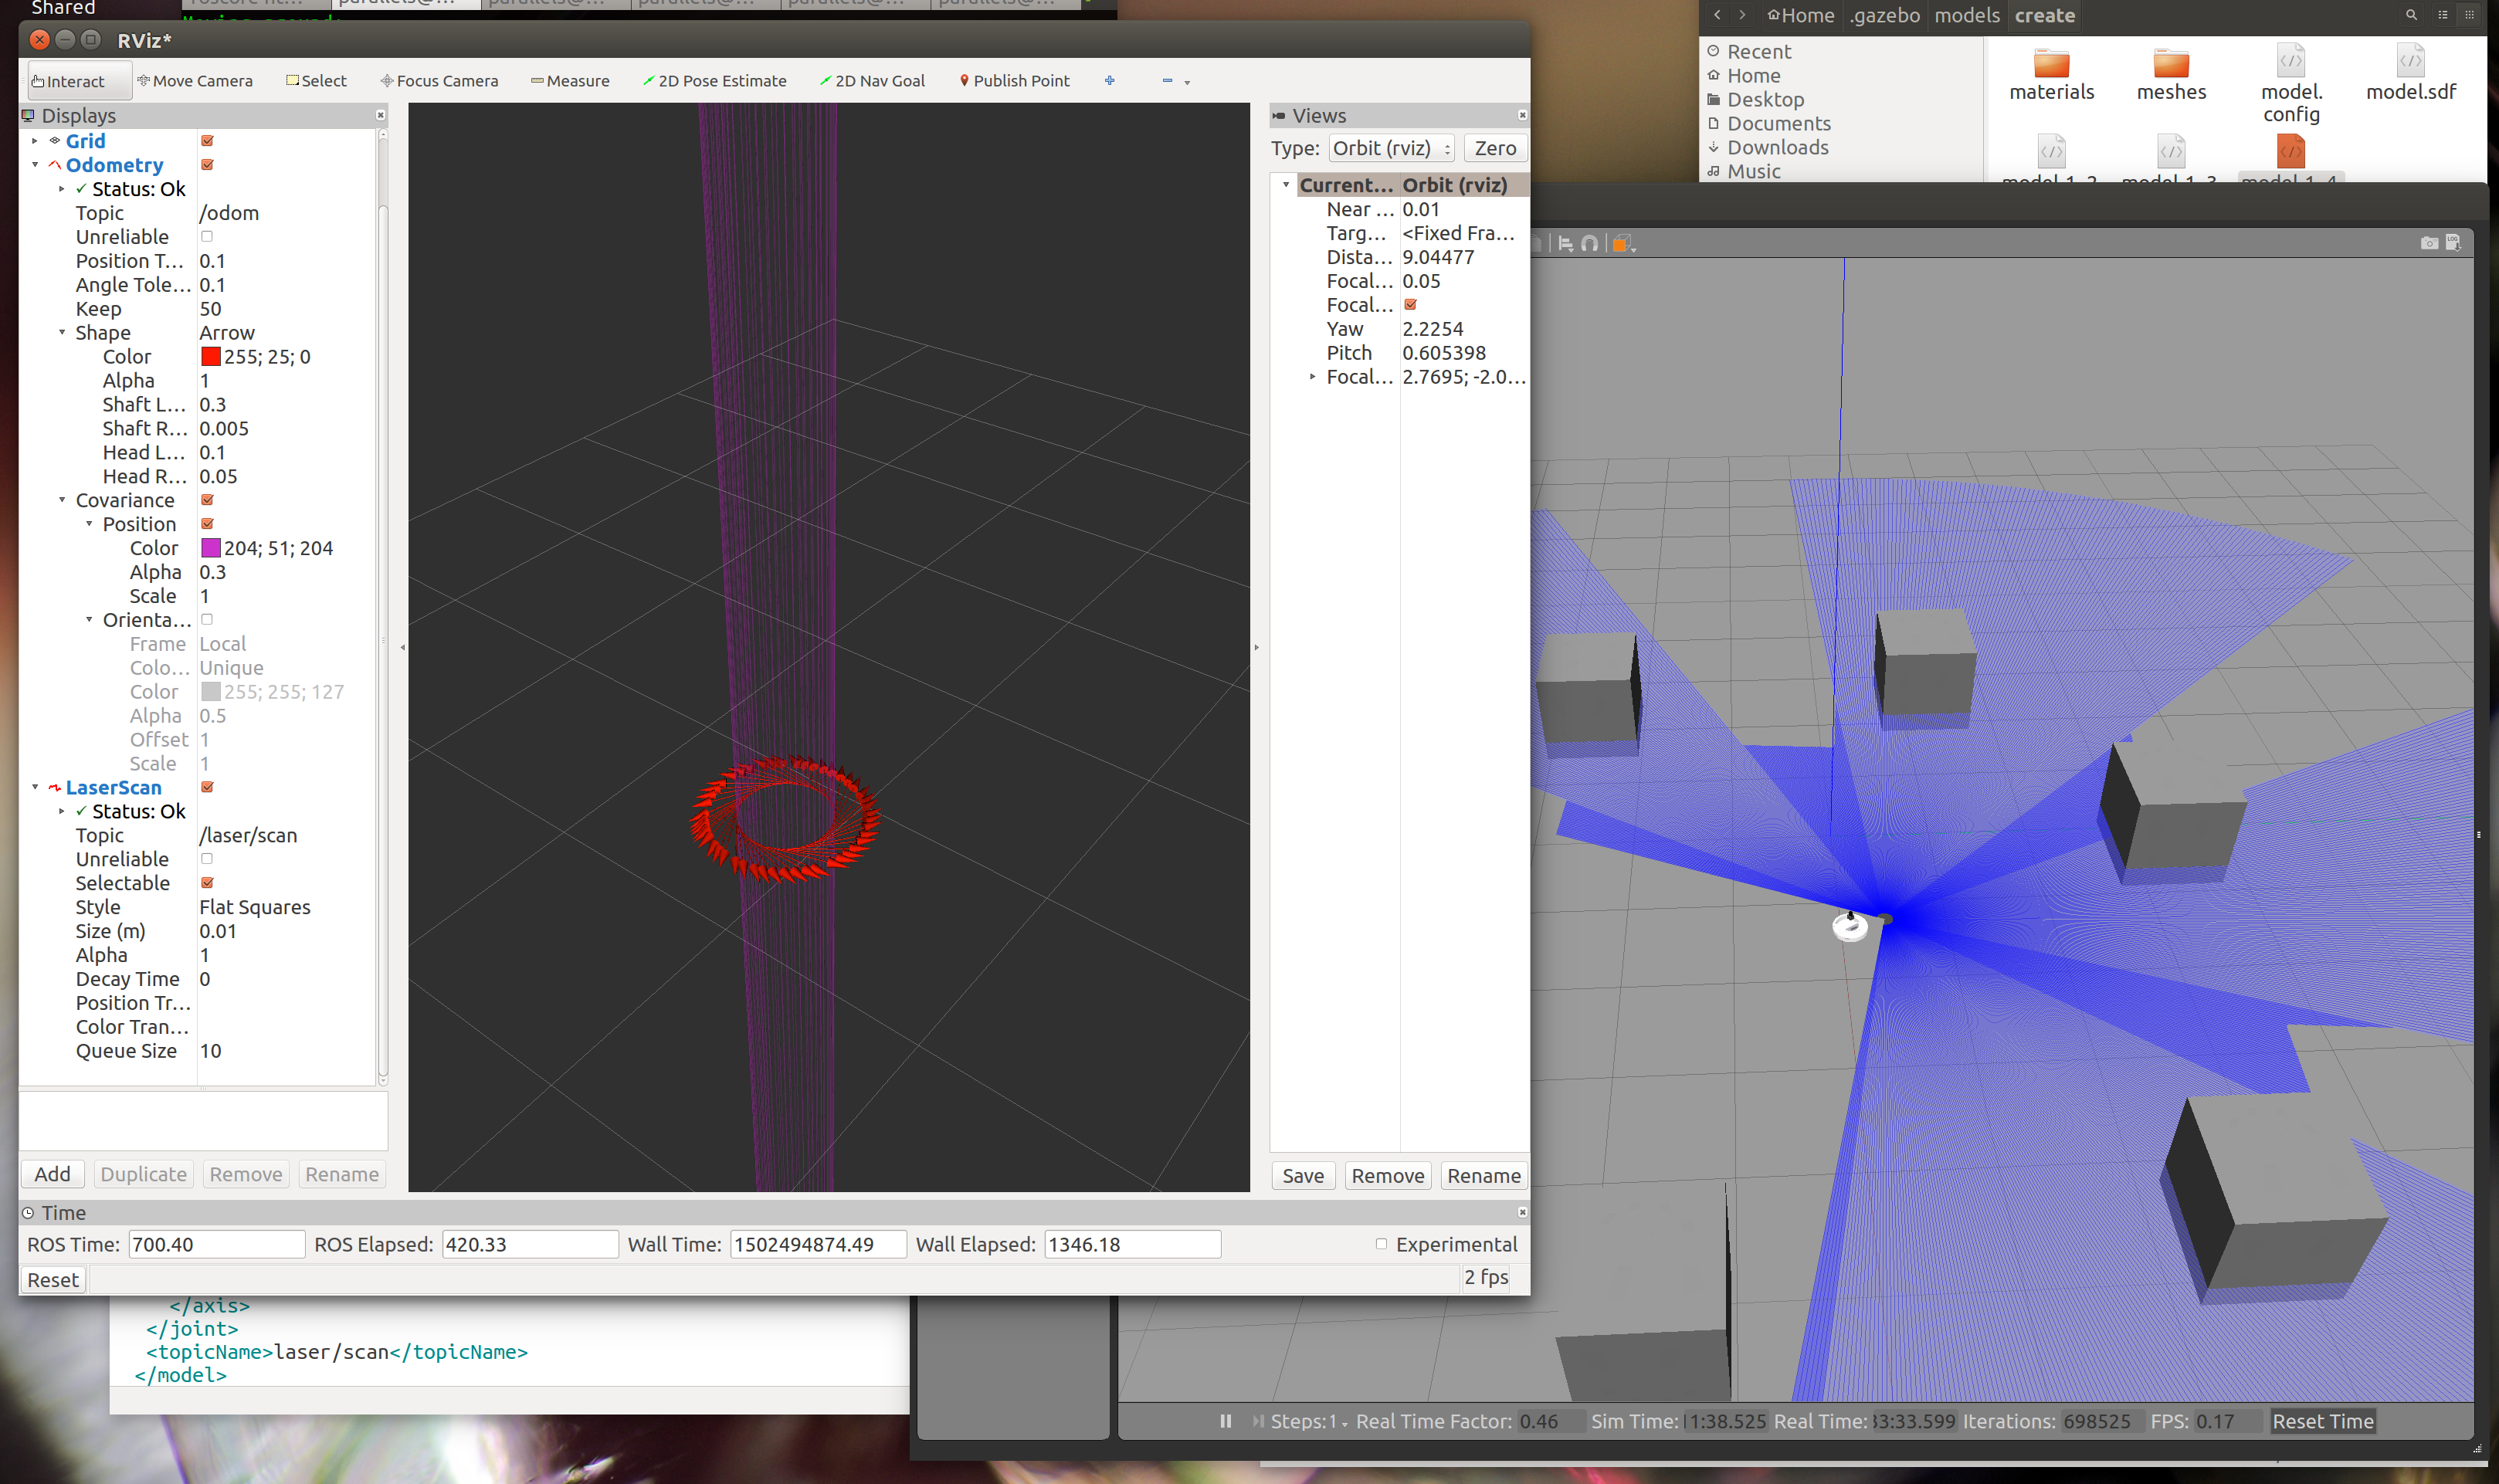 Shared
RViz*
Interact
Move Camera
Select
Focus Camera
Measure
2D Pose Estimate
2D Nav Goal
Publish Point
Displays
Grid
Odometry
Status: Ok
Topic /odom
Unreliable
Position T... 0.1
Angle Tole... 0.1
Keep 50
Shape Arrow
Color 255; 25; 0
Alpha 1
Shaft L... 0.3
Shaft R... 0.005
Head L... 0.1
Head R... 0.05
Covariance
Position
Color 204; 51; 204
Alpha 0.3
Scale 1
Orienta...
Frame Local
Colo... Unique
Color 255; 255; 127
Alpha 0.5
Offset 1
Scale 1
LaserScan
Status: Ok
Topic /laser/scan
Unreliable
Selectable
Style Flat Squares
Size (m) 0.01
Alpha 1
Decay Time 0
Position Tr...
Color Tran...
Queue Size 10
Add
Duplicate
Remove
Rename
Views
Type: Orbit (rviz)
Zero
Current... Orbit (rviz)
Near ... 0.01
Targ... <Fixed Fra...
Dista... 9.04477
Focal... 0.05
Focal...
Yaw 2.2254
Pitch 0.605398
Focal... 2.7695; -2.0...
Save
Remove
Rename
Time
ROS Time: 700.40
ROS Elapsed: 420.33
Wall Time: 1502494874.49
Wall Elapsed: 1346.18
Experimental
Reset
2 fps
</axis>
</joint>
<topicName>laser/scan</topicName>
</model>
Home
.gazebo
models
create
Recent
Home
Desktop
Documents
Downloads
Music
materials
meshes
model.
config
model.sdf
LOG
Steps: 1
Real Time Factor: 0.46
Sim Time: 1:38.525
Real Time: 33:33.599
Iterations: 698525
FPS: 0.17
Reset Time